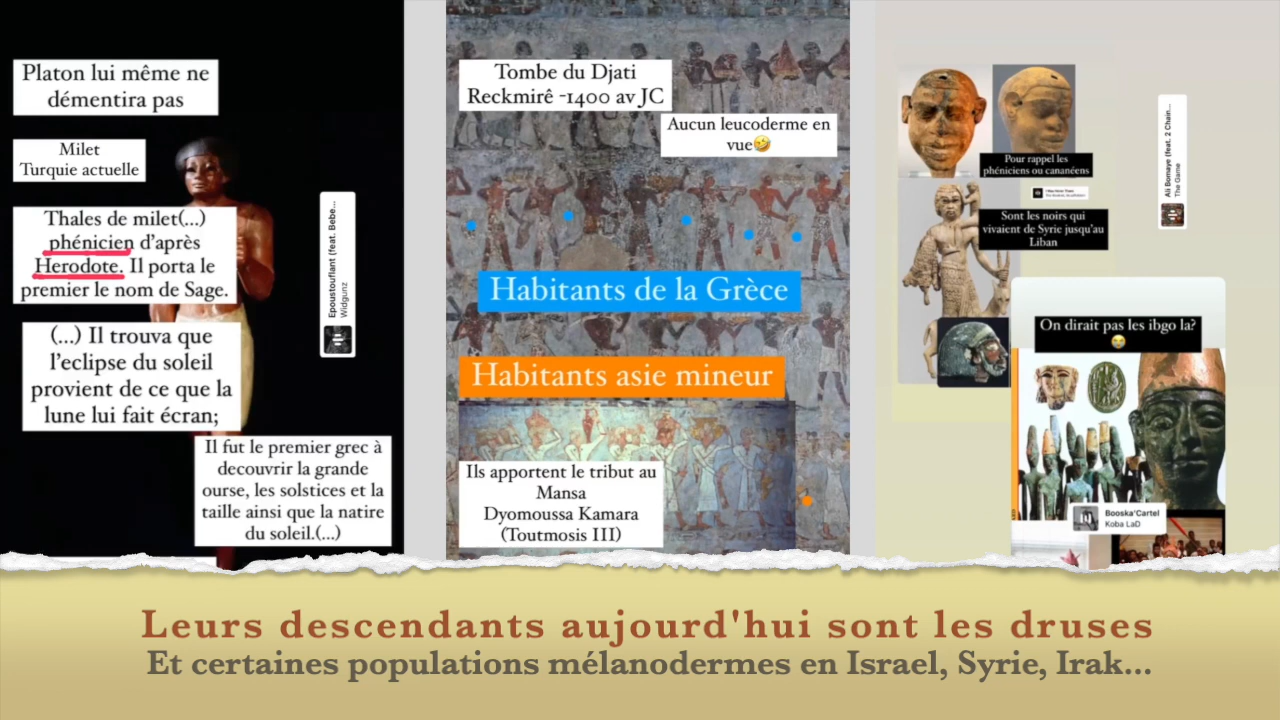 Platon lui même ne
démentira pas
Milet
Turquie actuelle
Thales de milet(...)
phénicien d'après
Herodote. Il porta le
premier le nom de Sage.
(...) Il trouva que
l'eclipse du soleil
provient de ce que la
lune lui fait écran;
Il fut le premier grec à
decouvrir la grande
ourse, les solstices et la
taille ainsi que la natire
du soleil.(...)
Epoustouflant (feat. Bebe...
Widgunz
Tombe du Djati
Reckmirê -1400 av JC
Aucun leucoderme en
vue🤣
Habitants de la Grèce
Habitants asie mineur
Ils apportent le tribut au
Mansa
Dyomoussa Kamara
(Toutmosis III)
Pour rappel les
phéniciens ou cananéens
Sont les noirs qui
vivaient de Syrie jusqu'au
Liban
Ali Bomaye (feat. 2 Chain...
The Game
On dirait pas les ibgo la?
😭
Booska'Cartel
Koba LaD
Leurs descendants aujourd'hui sont les druses
Et certaines populations mélanodermes en Israel, Syrie, Irak...